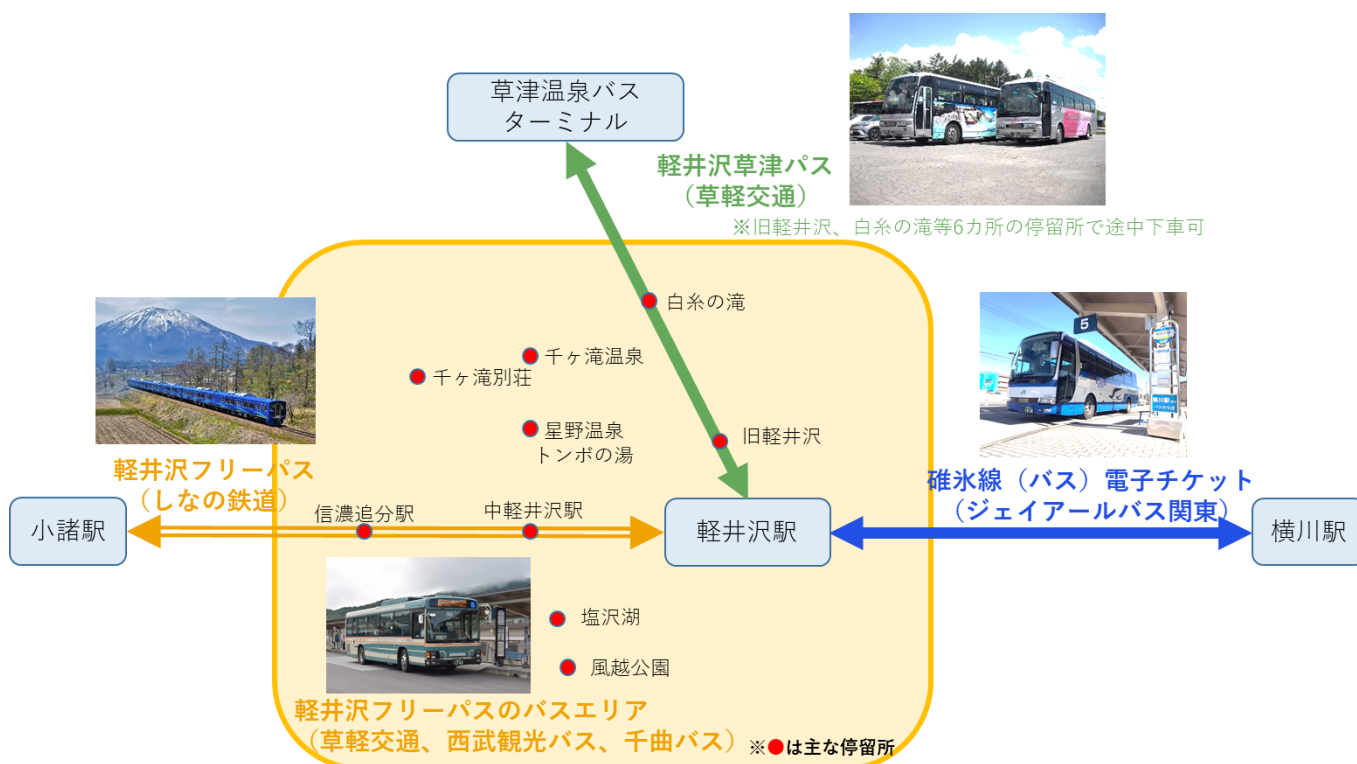 草津温泉バス
ターミナル
軽井沢草津パス
（草軽交通）
※旧軽井沢、白糸の滝等6カ所の停留所で途中下車可
白糸の滝
千ヶ滝温泉
千ヶ滝別荘
星野温泉
トンボの湯
旧軽井沢
5
横川駅
軽井沢フリーパス
（しなの鉄道）
碓氷線（バス）電子チケット
（ジェイアールバス関東）
小諸駅
信濃追分駅
中軽井沢駅
軽井沢駅
横川駅
塩沢湖
風越公園
軽井沢フリーパスのバスエリア
（草軽交通、西武観光バス、千曲バス）
※●は主な停留所